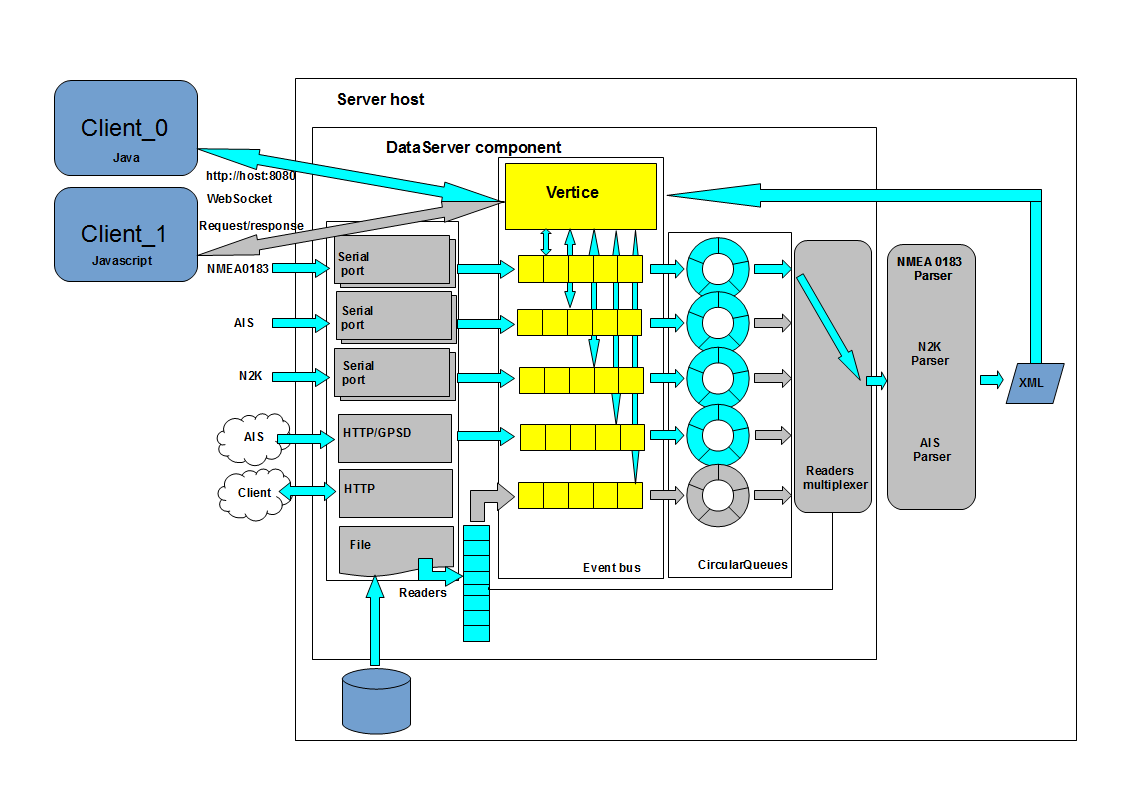 Server host
DataServer component
Client_0
Java
http://host:8080
WebSocket
Request/response
Client_1
Javascript
Vertice
NMEA0183
Serial
port
AIS
Serial
port
N2K
Serial
port
AIS
HTTP/GPSD
Client
HTTP
File
Readers
Event bus
CircularQueues
Readers
multiplexer
NMEA 0183
Parser
N2K
Parser
AIS
Parser
XML